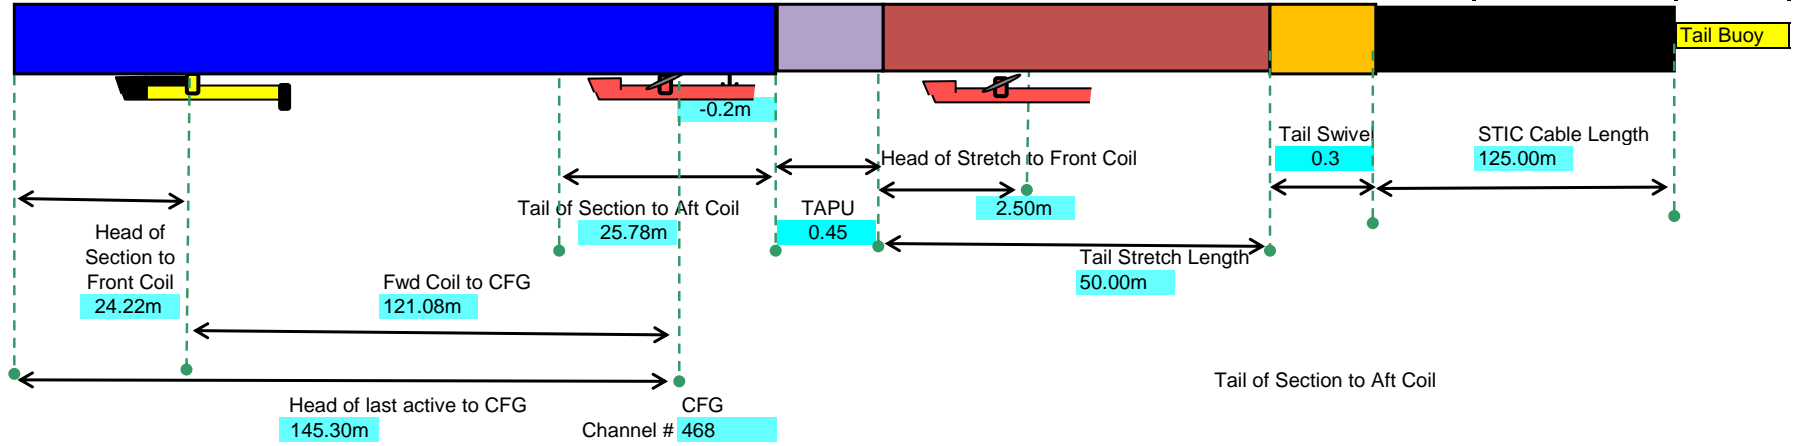 Tail Buoy
-0.2m
Tail Swivel
0.3
STIC Cable Length
125.00m
Head of Stretch to Front Coil
2.50m
Tail of Section to Aft Coil
25.78m
TAPU
0.45
Head of
Section to
Front Coil
24.22m
Tail Stretch Length
50.00m
Fwd Coil to CFG
121.08m
Tail of Section to Aft Coil
Head of last active to CFG
145.30m
CFG
Channel # 468